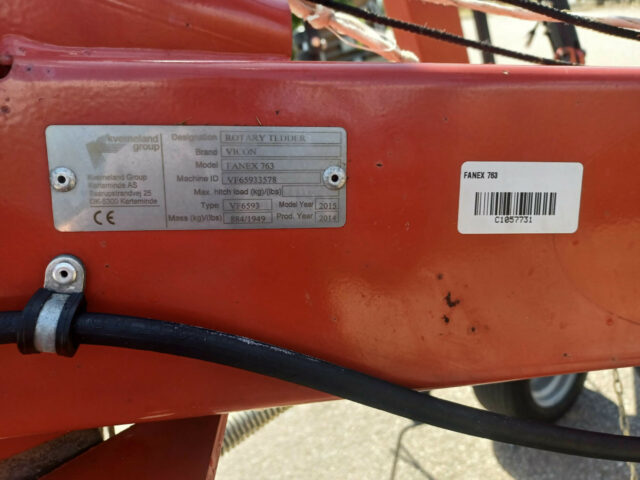 kverneland
group
Kverneland Group
Kerteminde AS
Taarupstrandvej 25
DK-5300 Kerteminde
CE
Designation ROTARY TEDDER
Brand VICON
Model FANEX 763
Machine ID VF65933578
Max. hitch load (kg)/(lbs)
Type VF6593 Model Year 2015
Mass (kg)/(lbs) 884/1949 Prod. Year 2014
FANEX 763
C1057731